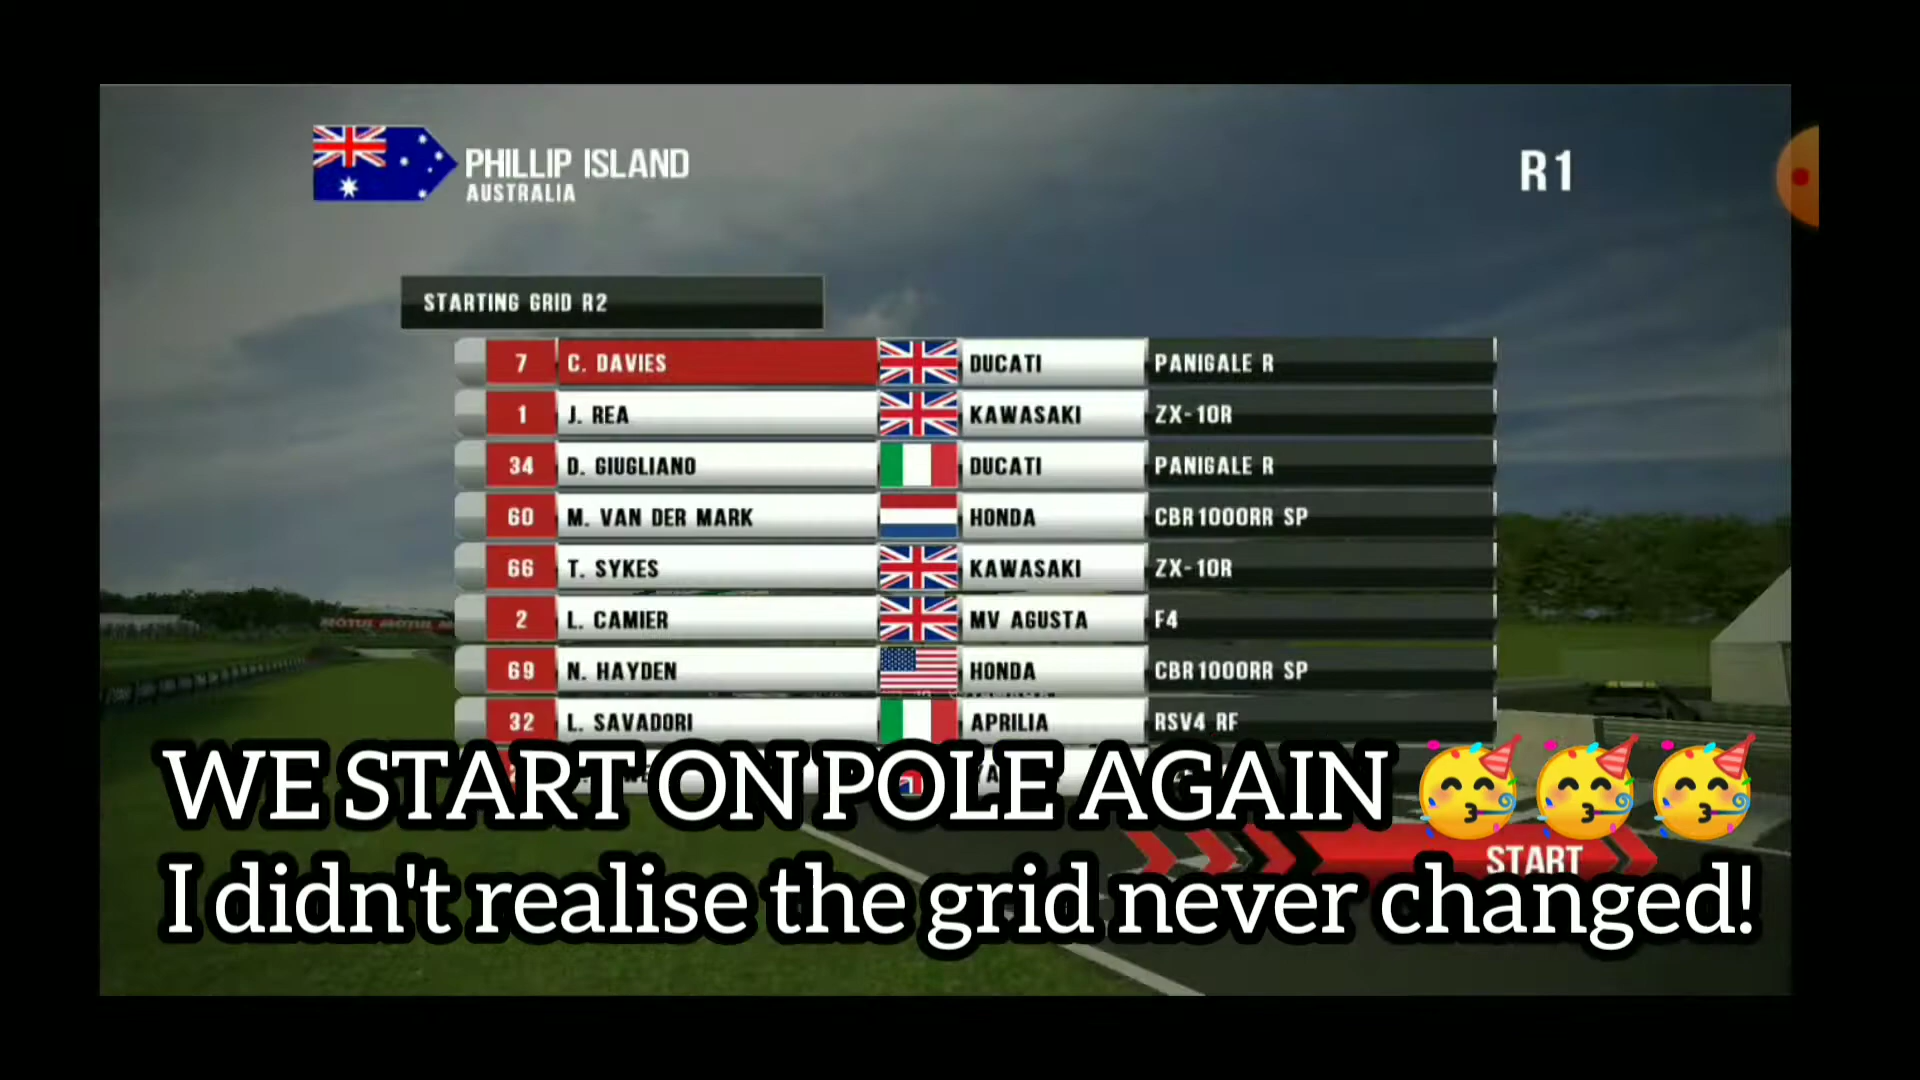 PHILLIP ISLAND
AUSTRALIA
R1
STARTING GRID R2
7 C. DAVIES DUCATI PANIGALE R
1 J. REA KAWASAKI ZX-10R
34 D. GIUGLIANO DUCATI PANIGALE R
60 M. VAN DER MARK HONDA CBR1000RR SP
66 T. SYKES KAWASAKI ZX-10R
2 L. CAMIER MV AGUSTA F4
69 N. HAYDEN HONDA CBR1000RR SP
32 L. SAVADORI APRILIA RSV4 RF
WE START ON POLE AGAIN 🥳🥳🥳
START
I didn't realise the grid never changed!